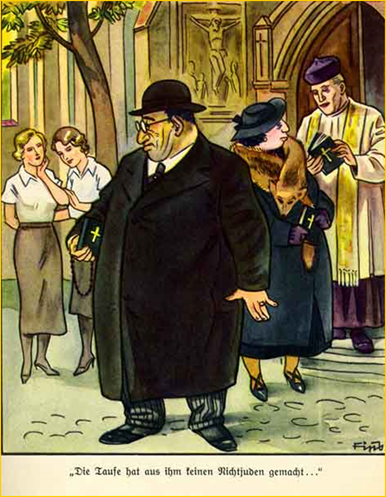 Fips
„Die Taufe hat aus ihm keinen Nichtjuden gemacht..."